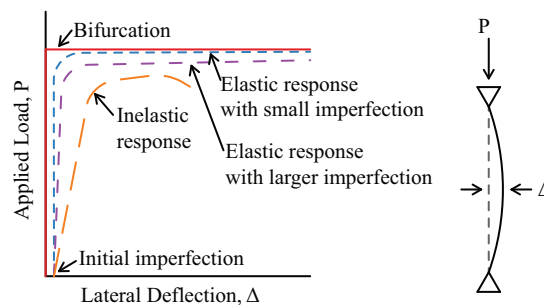 Bifurcation
Elastic response
with small imperfection
Inelastic
response
Elastic response
with larger imperfection
Initial imperfection
Applied Load, P
Lateral Deflection, Δ
P
Δ